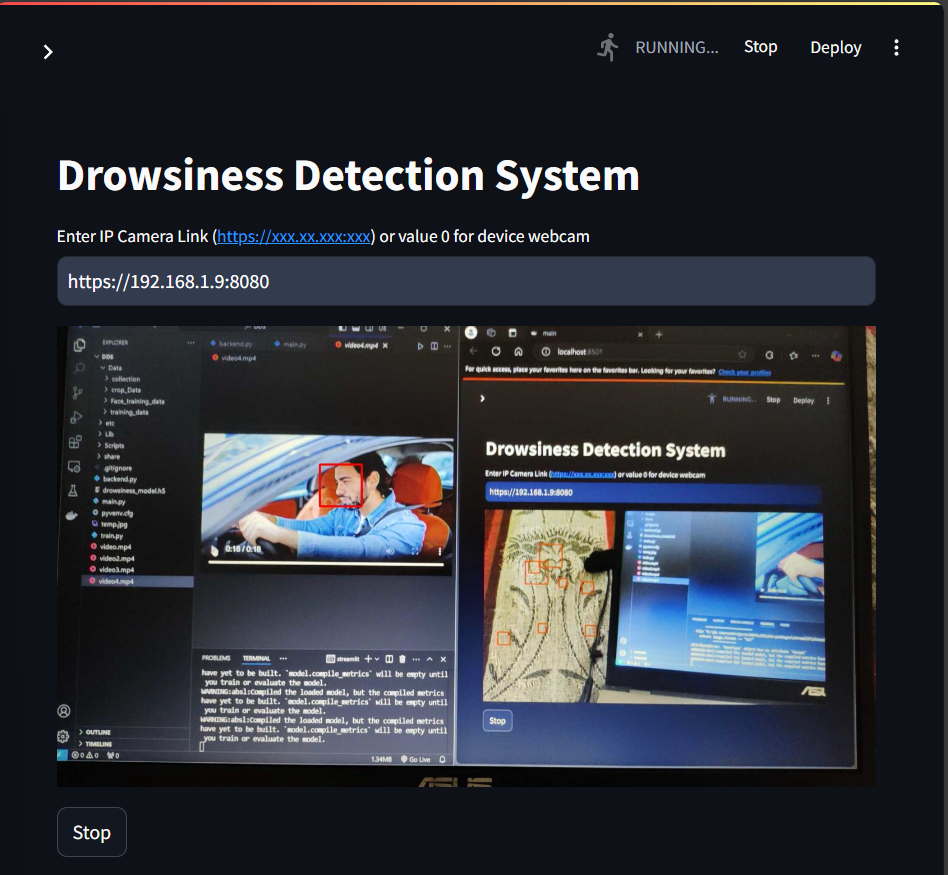 RUNNING...
Stop
Deploy
Drowsiness Detection System
Enter IP Camera Link (https://xxx.xx.xxx:xxx) or value 0 for device webcam
https://192.168.1.9:8080
EXPLORER
DDS
Data
collection
crop_Data
Face_training_data
training_data
etc
Lib
Scripts
share
.gitignore
backend.py
drowsiness_model.h5
main.py
pyvenv.cfg
temp.jpg
train.py
video.mp4
video2.mp4
video3.mp4
video4.mp4
OUTLINE
TIMELINE
backend.py
main.py
video4.mp4
video4.mp4
0:18 / 0:18
PROBLEMS
TERMINAL
streamlit
have yet to be built. `model.compile_metrics` will be empty until
you train or evaluate the model.
WARNING:absl:Compiled the loaded model, but the compiled metrics
have yet to be built. `model.compile_metrics` will be empty until
you train or evaluate the model.
WARNING:absl:Compiled the loaded model, but the compiled metrics
have yet to be built. `model.compile_metrics` will be empty until
you train or evaluate the model.
1.34MB
Go Live
main
localhost:8501
For quick access, place your favorites here on the favorites bar. Looking for your favorites? Check your profiles
RUNNING...
Stop
Deploy
Drowsiness Detection System
Enter IP Camera Link (https://xxx.xx.xxx:xxx) or value 0 for device webcam
https://192.168.1.9:8080
Stop
ASUS
Stop